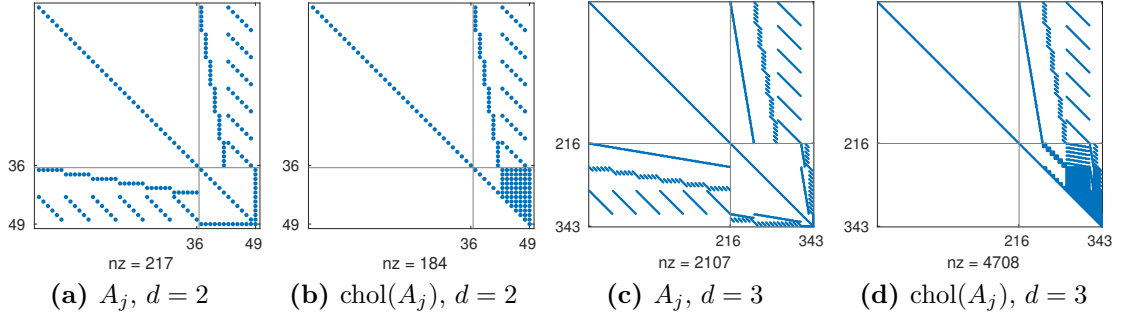 36
49
36 49
nz = 217
(a) A_j, d = 2
36
49
36 49
nz = 184
(b) chol(A_j), d = 2
216
343
216 343
nz = 2107
(c) A_j, d = 3
216
343
216 343
nz = 4708
(d) chol(A_j), d = 3